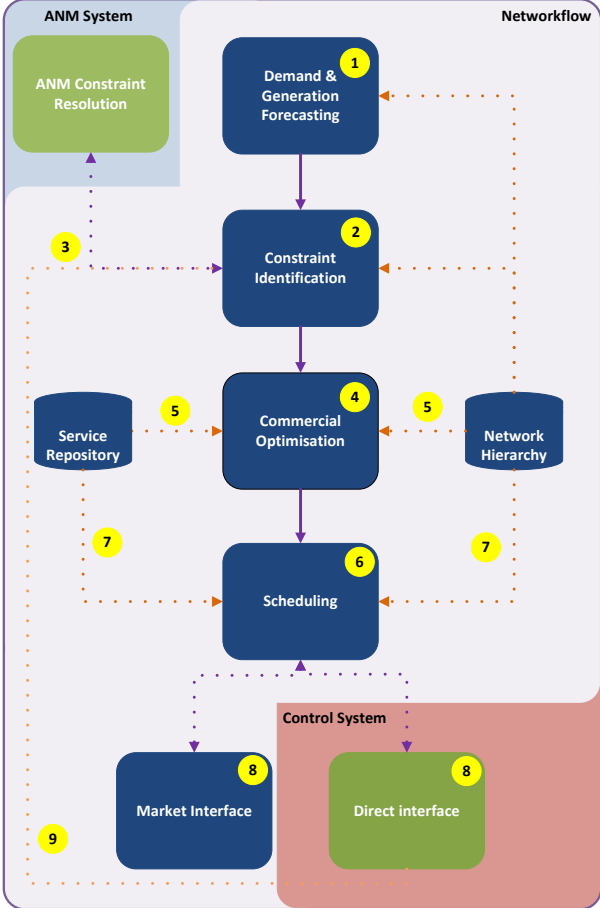 ANM System
Networkflow
ANM Constraint
Resolution
1
Demand &
Generation
Forecasting
2
Constraint
Identification
3
4
Commercial
Optimisation
5
5
Service
Repository
Network
Hierarchy
6
Scheduling
7
7
Control System
8
Market Interface
8
Direct interface
9